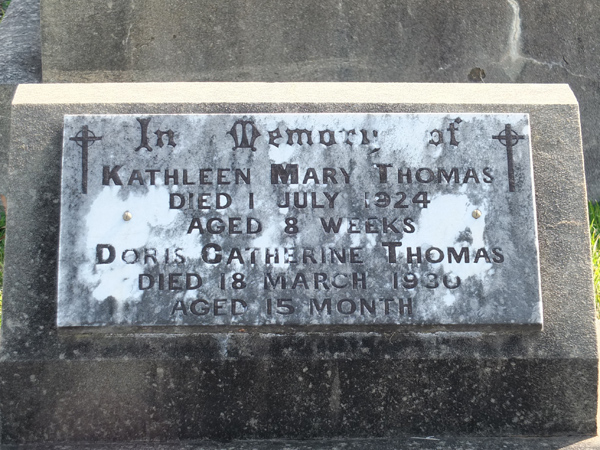 In Memory of
KATHLEEN MARY THOMAS
DIED 1 JULY 1924
AGED 8 WEEKS
DORIS CATHERINE THOMAS
DIED 18 MARCH 1930
AGED 15 MONTH